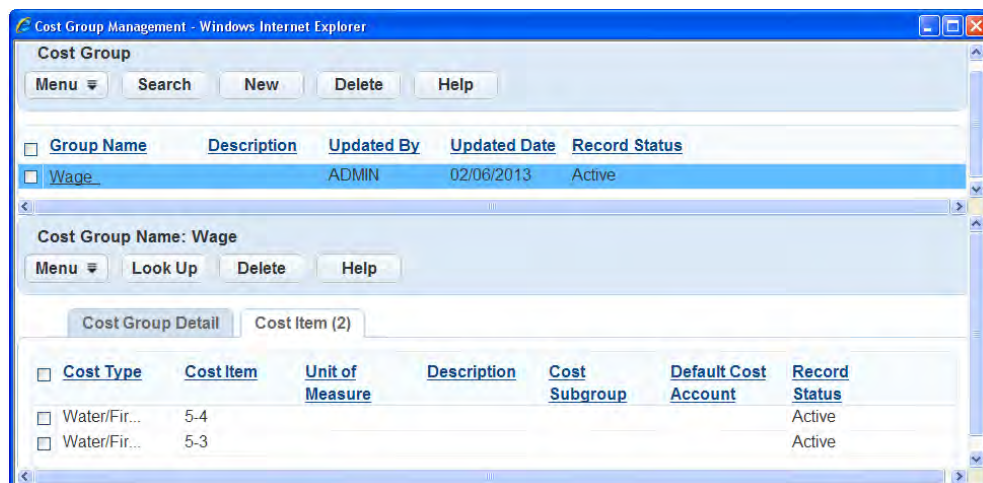 Cost Group Management - Windows Internet Explorer
Cost Group
Menu Search New Delete Help
Group Name Description Updated By Updated Date Record Status
Wage ADMIN 02/06/2013 Active
Cost Group Name: Wage
Menu Look Up Delete Help
Cost Group Detail Cost Item (2)
Cost Type Cost Item Unit of Measure Description Cost Subgroup Default Cost Account Record Status
Water/Fir... 5-4 Active
Water/Fir... 5-3 Active